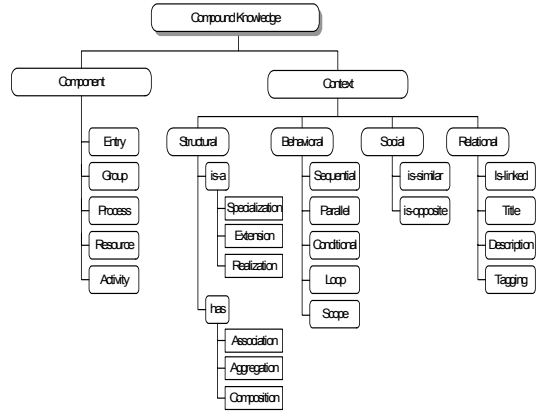 Compound Knowledge
Component
Context
Entry
Group
Process
Resource
Activity
Structural
is-a
Specialization
Extension
Realization
has
Association
Aggregation
Composition
Behavioral
Sequential
Parallel
Conditional
Loop
Scope
Social
is-similar
is-opposite
Relational
Is-linked
Title
Description
Tagging